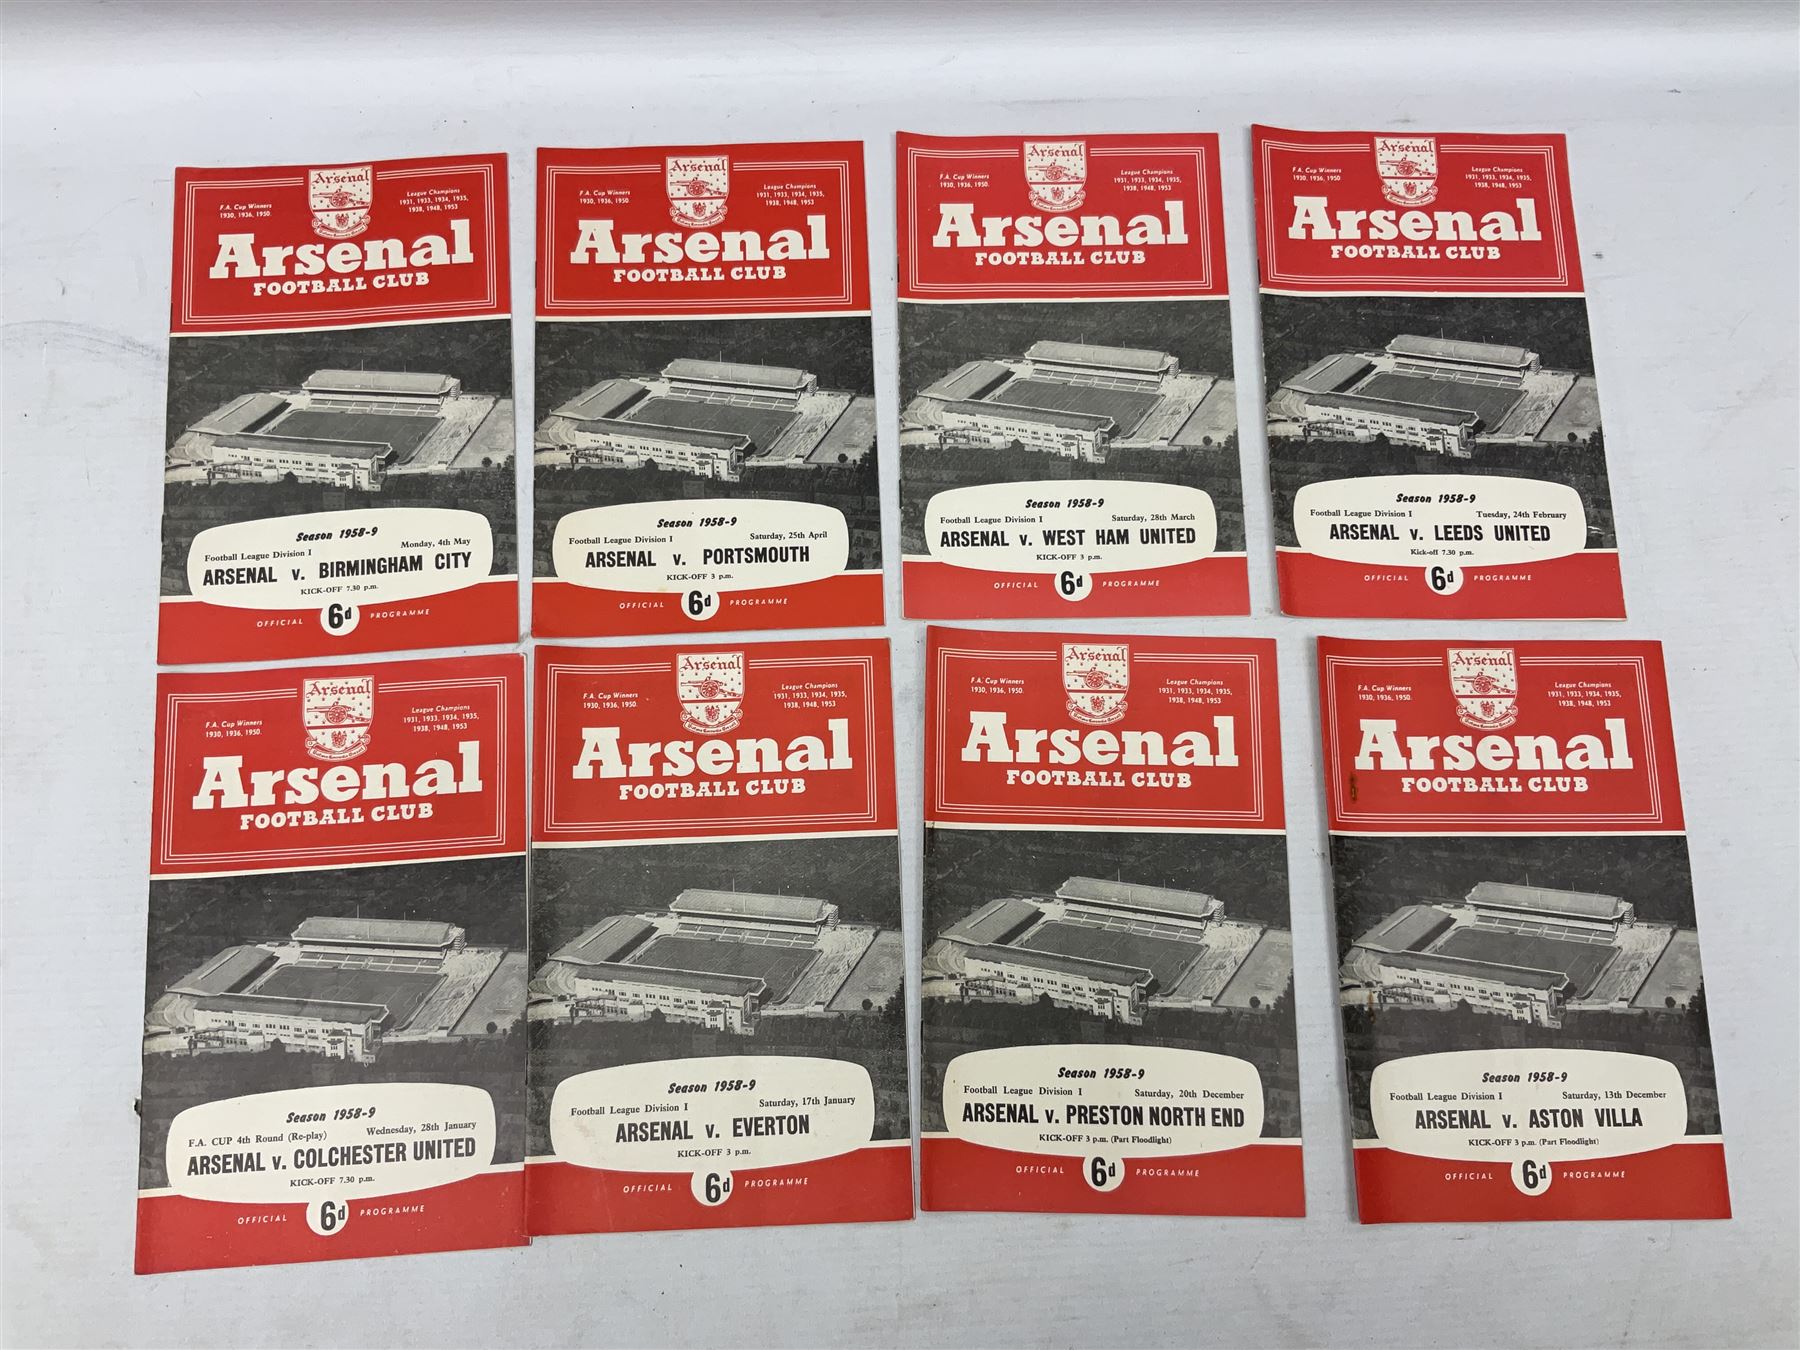 Arsenal
F.A. Cup Winners
1930, 1936, 1950.
League Champions
1931, 1933, 1934, 1935,
1938, 1948, 1953
Arsenal
FOOTBALL CLUB
Season 1958-9
Football League Division I
Monday, 4th May
ARSENAL v. BIRMINGHAM CITY
KICK-OFF 7.30 p.m.
OFFICIAL 6d PROGRAMME
Arsenal
F.A. Cup Winners
1930, 1936, 1950.
League Champions
1931, 1933, 1934, 1935,
1938, 1948, 1953
Arsenal
FOOTBALL CLUB
Season 1958-9
Football League Division I
Saturday, 25th April
ARSENAL v. PORTSMOUTH
KICK-OFF 3 p.m.
OFFICIAL 6d PROGRAMME
Arsenal
F.A. Cup Winners
1930, 1936, 1950.
League Champions
1931, 1933, 1934, 1935,
1938, 1948, 1953
Arsenal
FOOTBALL CLUB
Season 1958-9
Football League Division I
Saturday, 28th March
ARSENAL v. WEST HAM UNITED
KICK-OFF 3 p.m.
OFFICIAL 6d PROGRAMME
Arsenal
F.A. Cup Winners
1930, 1936, 1950
League Champions
1931, 1933, 1934, 1935,
1938, 1948, 1953
Arsenal
FOOTBALL CLUB
Season 1958-9
Football League Division I
Tuesday, 24th February
ARSENAL v. LEEDS UNITED
Kick-off 7.30 p.m.
OFFICIAL 6d PROGRAMME
Arsenal
F.A. Cup Winners
1930, 1936, 1950.
League Champions
1931, 1933, 1934, 1935,
1938, 1948, 1953
Arsenal
FOOTBALL CLUB
Season 1958-9
F.A. CUP 4th Round (Re-play)
Wednesday, 28th January
ARSENAL v. COLCHESTER UNITED
KICK-OFF 7.30 p.m.
OFFICIAL 6d PROGRAMME
Arsenal
F.A. Cup Winners
1930, 1936, 1950.
League Champions
1931, 1933, 1934, 1935,
1938, 1948, 1953
Arsenal
FOOTBALL CLUB
Season 1958-9
Football League Division I
Saturday, 17th January
ARSENAL v. EVERTON
KICK-OFF 3 p.m.
OFFICIAL 6d PROGRAMME
Arsenal
F.A. Cup Winners
1930, 1936, 1950.
League Champions
1931, 1933, 1934, 1935,
1938, 1948, 1953
Arsenal
FOOTBALL CLUB
Season 1958-9
Football League Division I
Saturday, 20th December
ARSENAL v. PRESTON NORTH END
KICK-OFF 3 p.m. (Part Floodlight)
OFFICIAL 6d PROGRAMME
Arsenal
F.A. Cup Winners
1930, 1936, 1950.
League Champions
1931, 1933, 1934, 1935,
1938, 1948, 1953
Arsenal
FOOTBALL CLUB
Season 1958-9
Football League Division I
Saturday, 13th December
ARSENAL v. ASTON VILLA
KICK-OFF 3 p.m. (Part Floodlight)
OFFICIAL 6d PROGRAMME